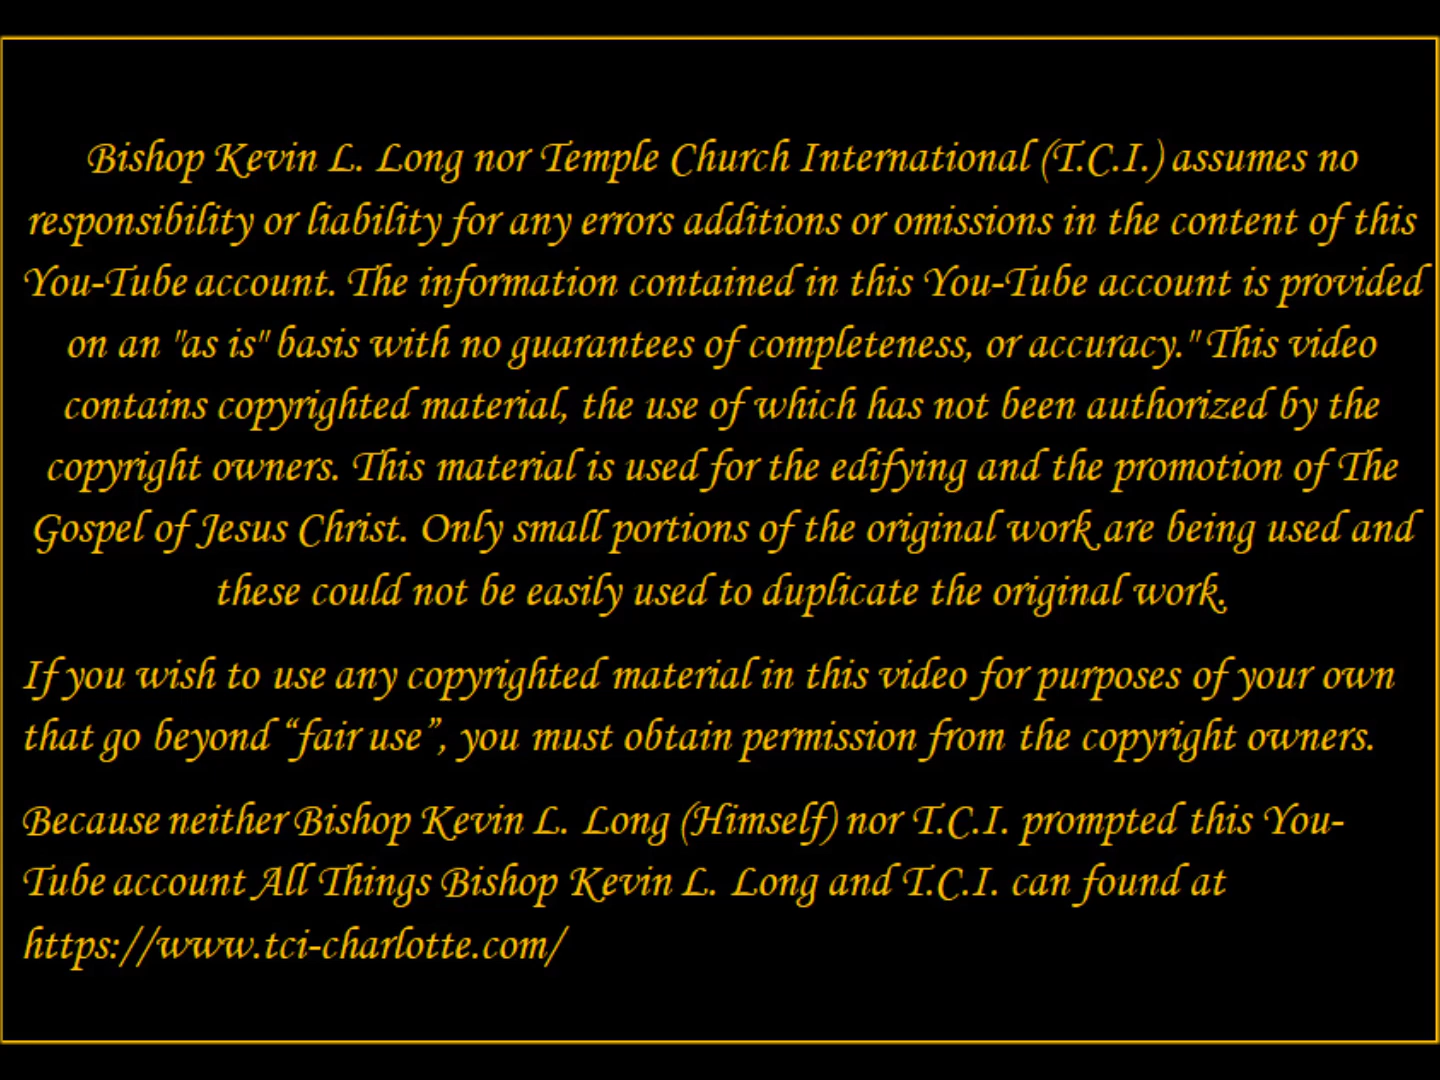 Bishop Kevin L. Long nor Temple Church International (T.C.I.) assumes no
responsibility or liability for any errors additions or omissions in the content of this
You-Tube account. The information contained in this You-Tube account is provided
on an "as is" basis with no guarantees of completeness, or accuracy." This video
contains copyrighted material, the use of which has not been authorized by the
copyright owners. This material is used for the edifying and the promotion of The
Gospel of Jesus Christ. Only small portions of the original work are being used and
these could not be easily used to duplicate the original work.
If you wish to use any copyrighted material in this video for purposes of your own
that go beyond “fair use”, you must obtain permission from the copyright owners.
Because neither Bishop Kevin L. Long (Himself) nor T.C.I. prompted this You-
Tube account All Things Bishop Kevin L. Long and T.C.I. can found at
https://www.tci-charlotte.com/